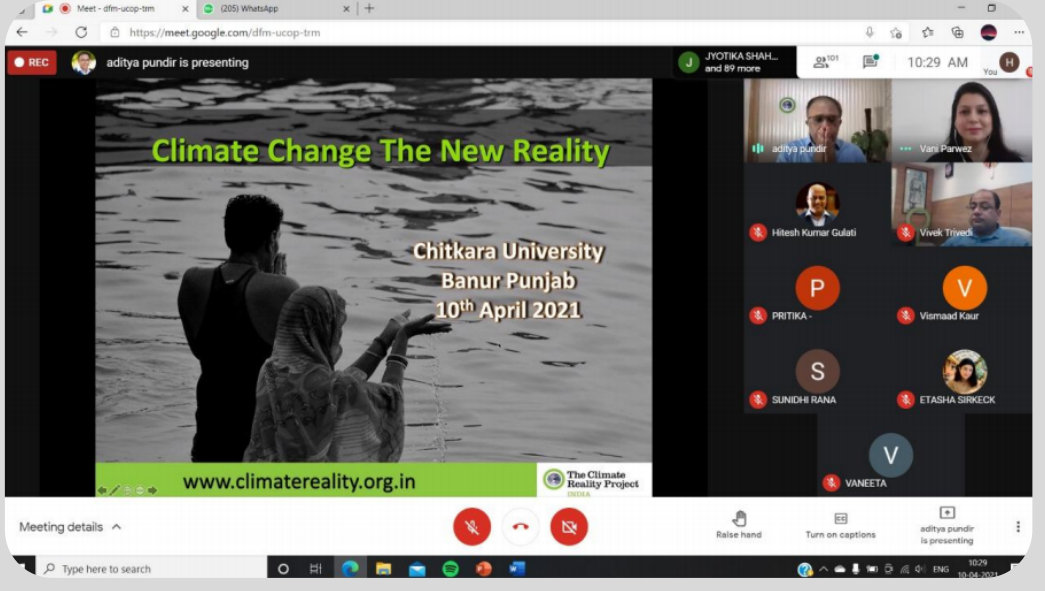 Meet - dfm-ucop-trm
(205) WhatsApp
https://meet.google.com/dfm-ucop-trm
REC
aditya pundir is presenting
J
JYOTIKA SHAH...
and 89 more
101
10:29 AM
You
H
Climate Change The New Reality
Chitkara University
Banur Punjab
10th April 2021
www.climatereality.org.in
The Climate
Reality Project
INDIA
aditya pundir
Vani Parwez
Hitesh Kumar Gulati
Vivek Trivedi
P
PRITIKA -
V
Vismaad Kaur
S
SUNIDHI RANA
ETASHA SIRKECK
V
VANEETA
Meeting details
Raise hand
CC
Turn on captions
aditya pundir
is presenting
Type here to search
ENG
10:29
10-04-2021